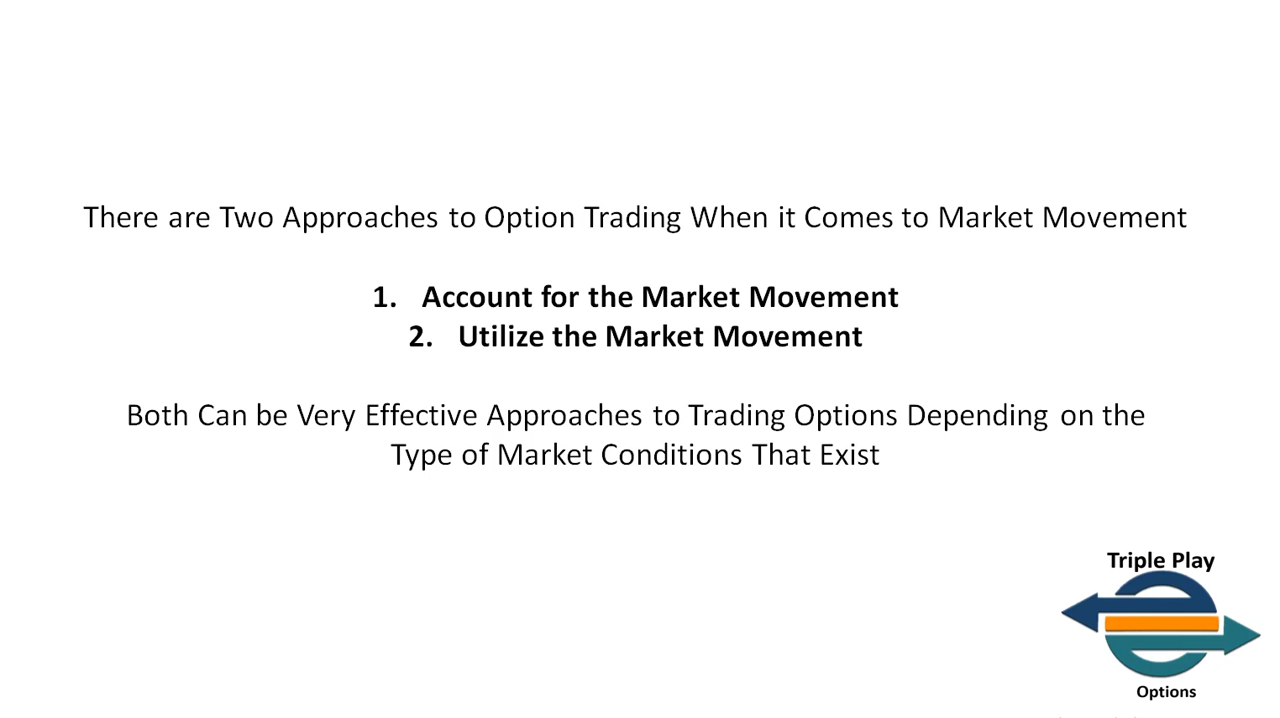 There are Two Approaches to Option Trading When it Comes to Market Movement
1. Account for the Market Movement
2. Utilize the Market Movement
Both Can be Very Effective Approaches to Trading Options Depending on the
Type of Market Conditions That Exist
Triple Play
Options